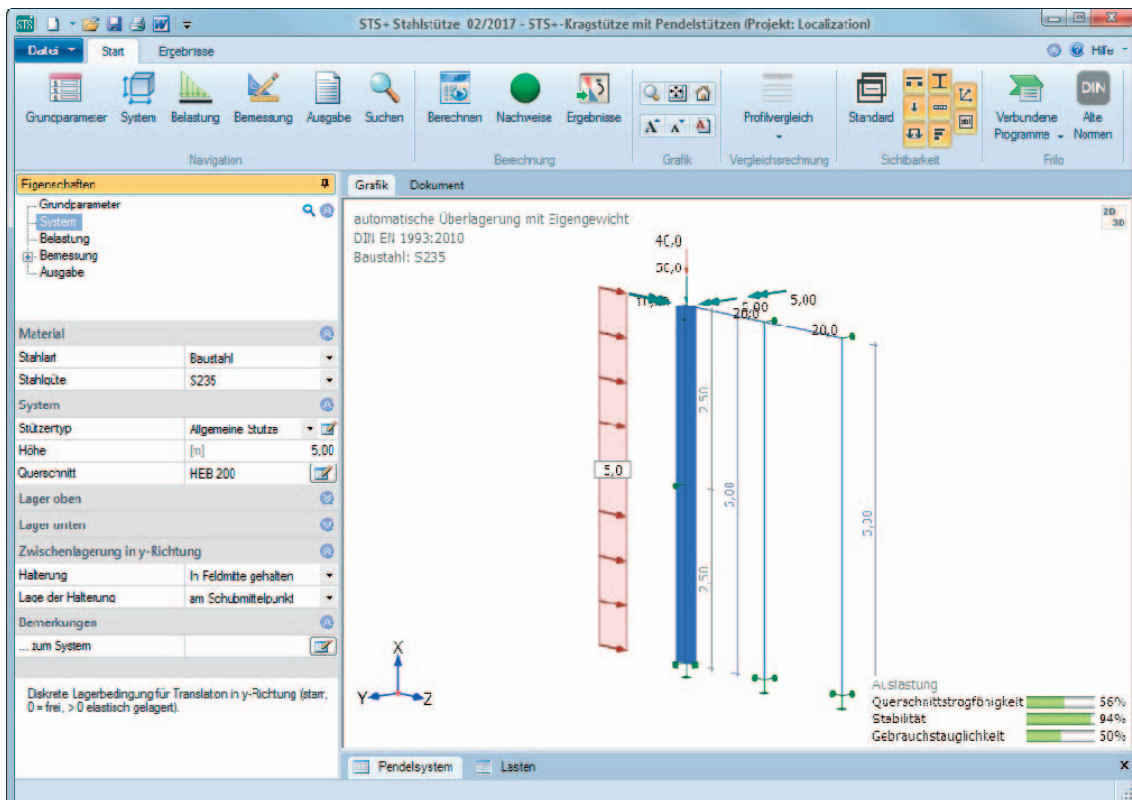 STS
STS+ Stahlstütze 02/2017 - STS+-Kragstütze mit Pendelstützen (Projekt: Localization)
Datei Start Ergebnisse Hilfe
Grundparameter System Belastung Bemessung Ausgabe Suchen Berechnen Nachweise Ergebnisse Profilvergleich Standard Verbundene Programme DIN Alte Normen
Navigation Berechnung Grafik Vergleichsrechnung Sichtbarkeit Frilo
Eigenschaften
Grundparameter
System
Belastung
Bemessung
Ausgabe
Material
Stahlart Baustahl
Stahlgüte S235
System
Stützentyp Allgemeine Stütze
Höhe [m] 5,00
Querschnitt HEB 200
Lager oben
Lager unten
Zwischenlagerung in y-Richtung
Halterung In Feldmitte gehalten
Lage der Halterung am Schubmittelpunkt
Bemerkungen
... zum System
Diskrete Lagerbedingung für Translation in y-Richtung (starr,
0 = frei, > 0 elastisch gelagert).
Grafik Dokument
automatische Überlagerung mit Eigengewicht
DIN EN 1993:2010
Baustahl: S235
2D
3D
40,0
50,0
5,00
5,00
20,0
20,0
2.50
5,0
5,00
5,00
2.50
X
Y
Z
Auslastung
Querschnittstragfähigkeit 56%
Stabilität 94%
Gebrauchstauglichkeit 50%
Pendelsystem Lasten